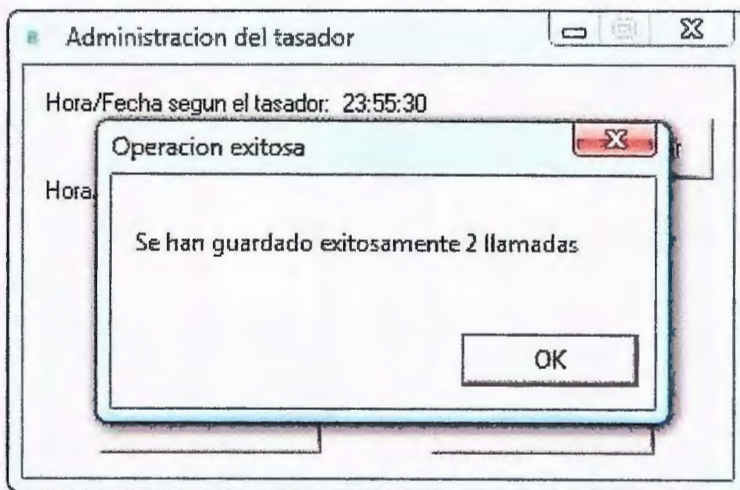 Administracion del tasador
Hora/Fecha segun el tasador: 23:55:30
Operacion exitosa
Hora/
Se han guardado exitosamente 2 llamadas
OK